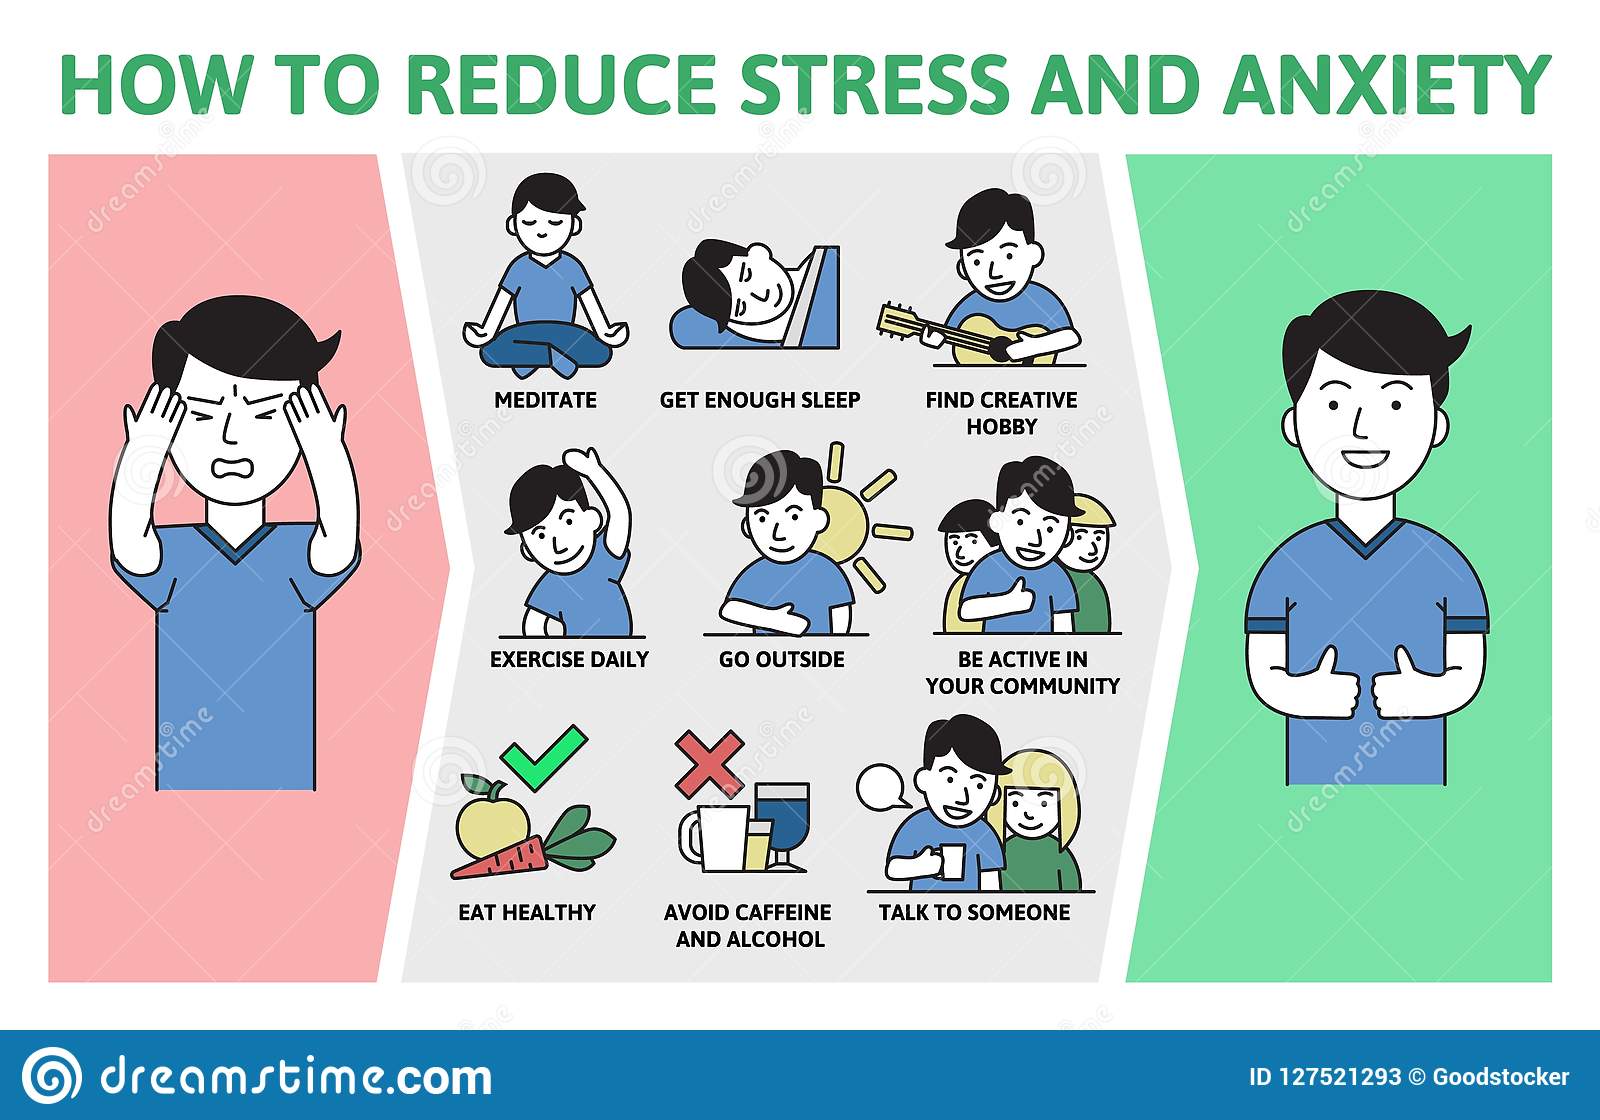 HOW TO REDUCE STRESS AND ANXIETY
MEDITATE
GET ENOUGH SLEEP
FIND CREATIVE
HOBBY
EXERCISE DAILY
GO OUTSIDE
BE ACTIVE IN
YOUR COMMUNITY
EAT HEALTHY
AVOID CAFFEINE
AND ALCOHOL
TALK TO SOMEONE
dreamstime.com
ID 127521293 © Goodstocker